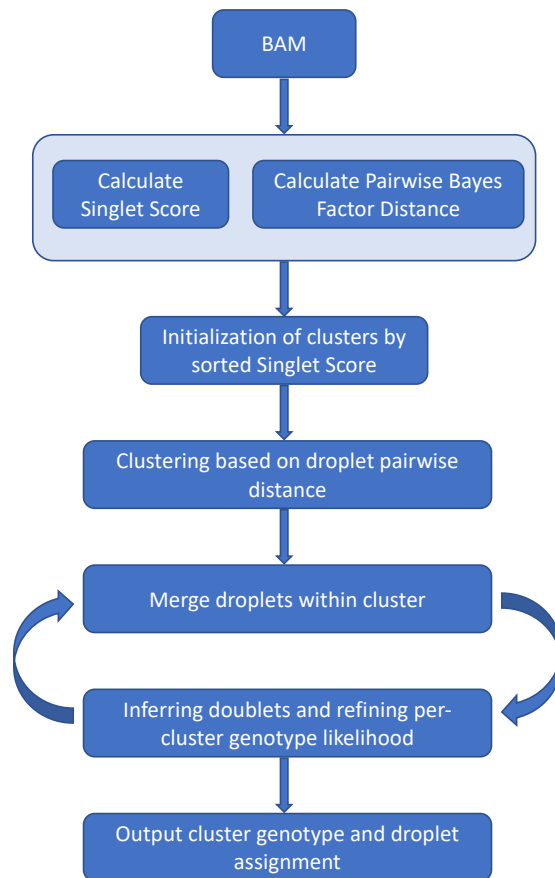 BAM
Calculate
Singlet Score
Calculate Pairwise Bayes
Factor Distance
Initialization of clusters by
sorted Singlet Score
Clustering based on droplet pairwise
distance
Merge droplets within cluster
Inferring doublets and refining per-
cluster genotype likelihood
Output cluster genotype and droplet
assignment